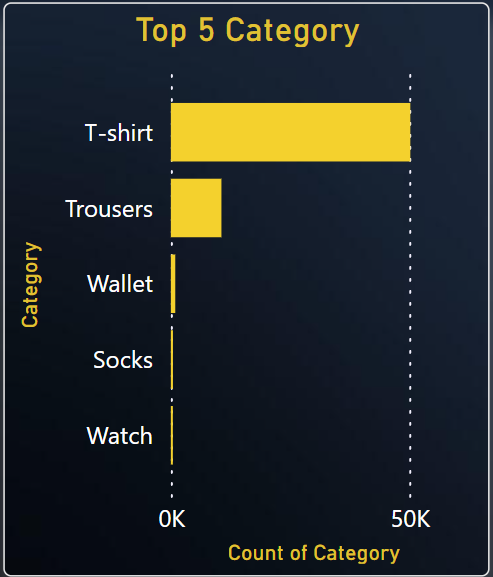 Top 5 Category
T-shirt
Trousers
Wallet
Socks
Watch
Category
0K
50K
Count of Category